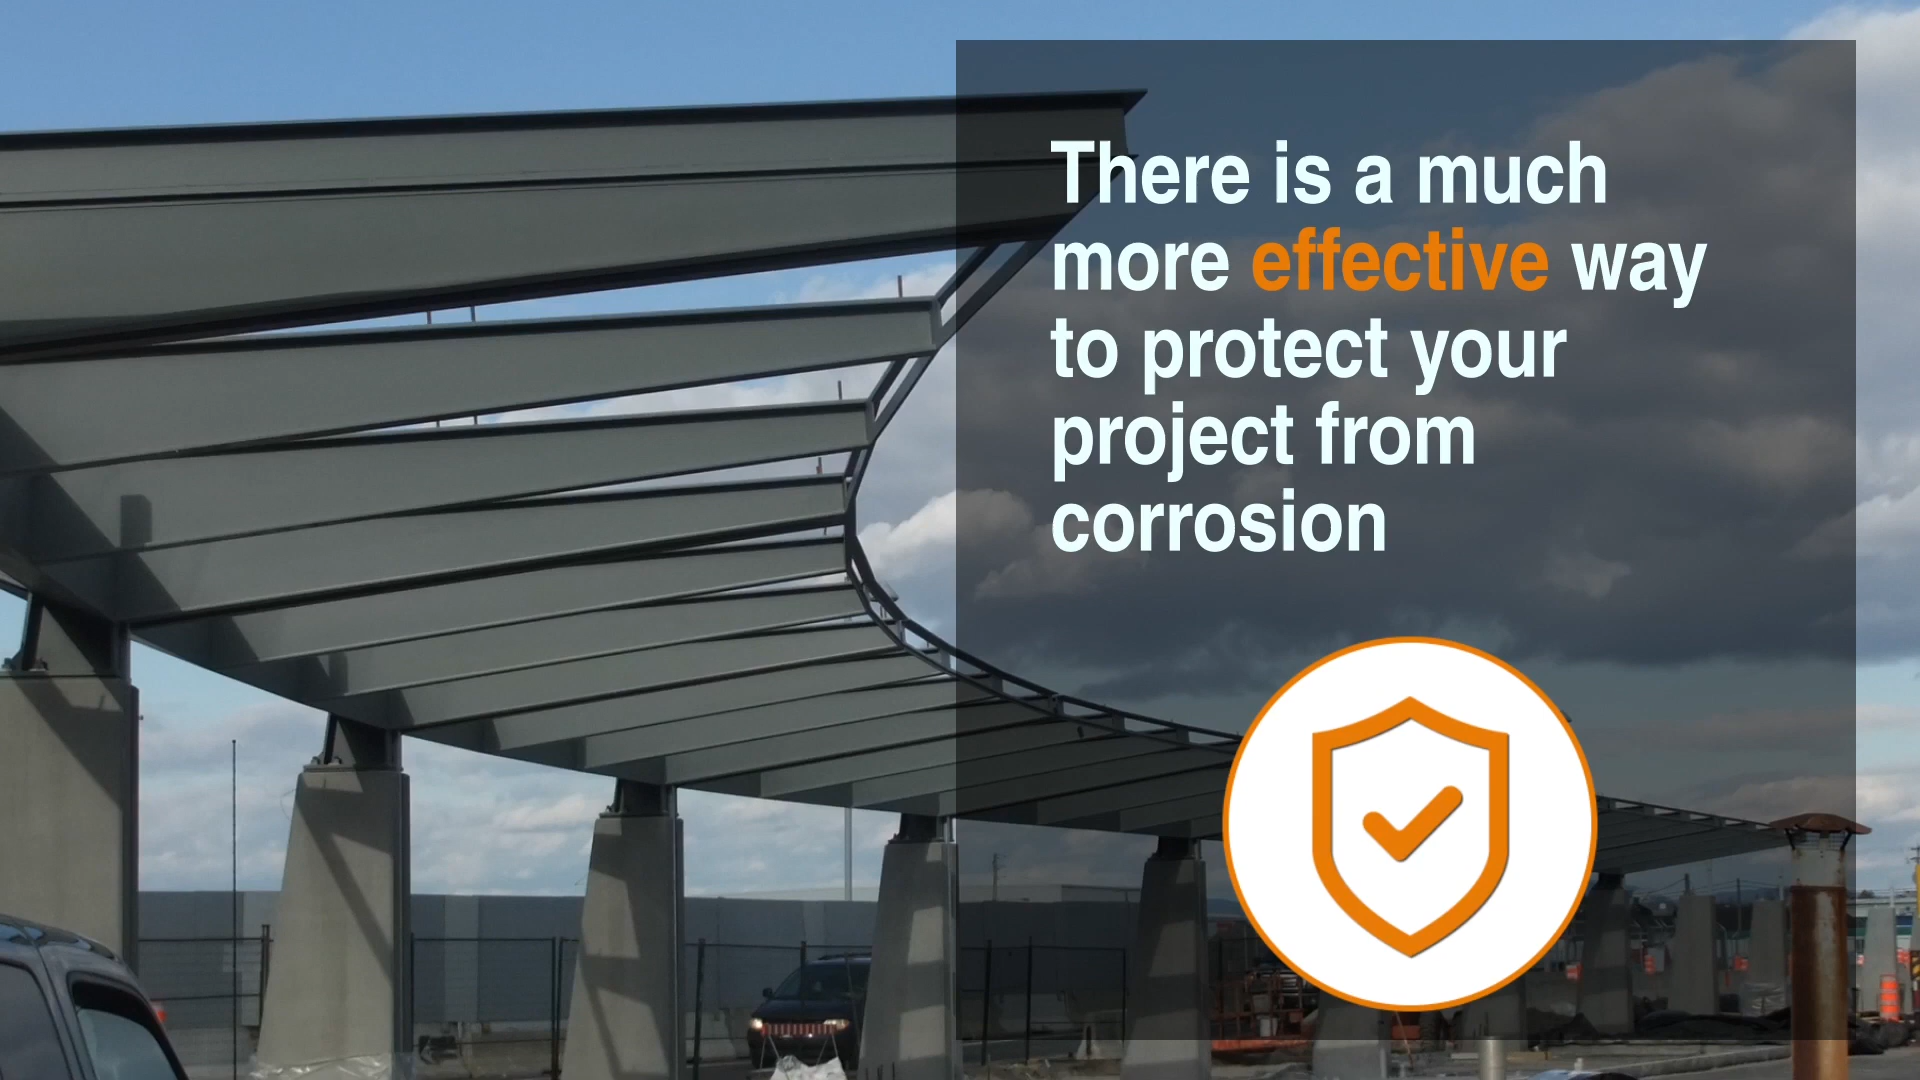 There is a much
more effective way
to protect your
project from
corrosion